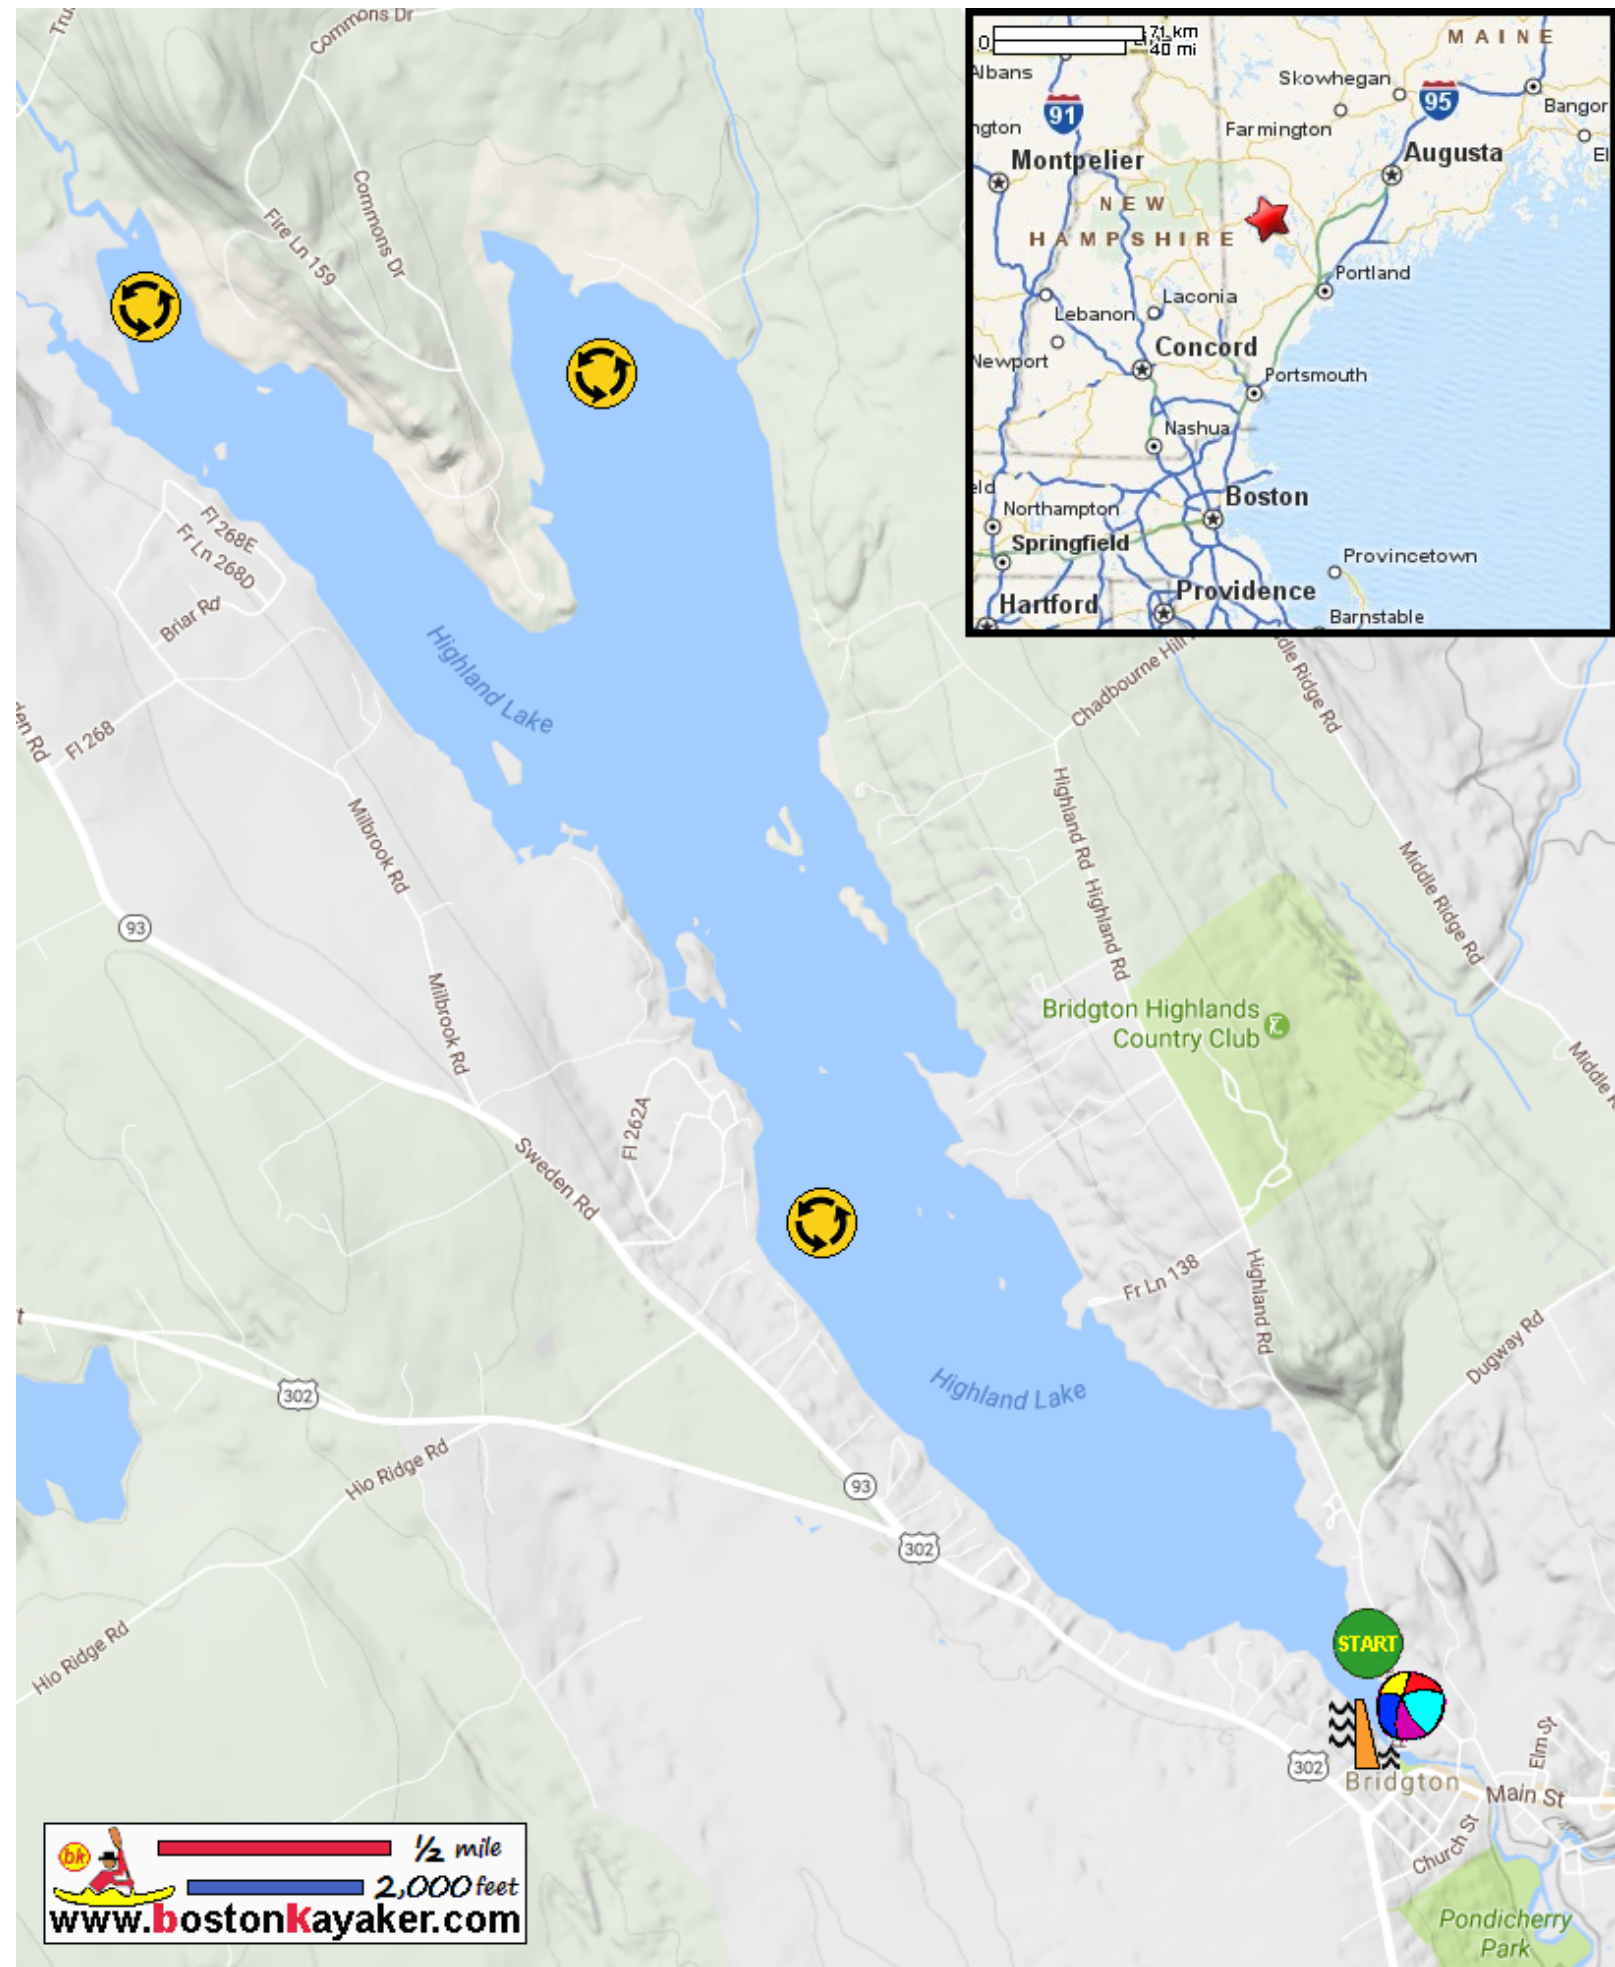 Commons Dr
Commons Dr
Fire Ln 159
Fl 268E
Fr Ln 268D
Briar Rd
Fl 268
Milbrook Rd
Milbrook Rd
93
Highland Lake
Fl 262A
Sweden Rd
302
Hio Ridge Rd
Hio Ridge Rd
93
302
Highland Lake
Chadbourne Hill
Highland Rd
Highland Rd
Middle Ridge Rd
Bridgton Highlands
Country Club
Fr Ln 138
Highland Rd
Dugway Rd
START
302
Bridgton
Elm St
Main St
Church St
Pondicherry
Park
0
71 km
40 mi
MAINE
Albans
Skowhegan
91
95
Bangor
Farmington
Montpelier
Augusta
NEW
HAMPSHIRE
Portland
Laconia
Lebanon
Newport
Concord
Portsmouth
Nashua
Boston
Northampton
Springfield
Provincetown
Hartford
Providence
Barnstable
bk
½ mile
2,000 feet
www.bostonkayaker.com